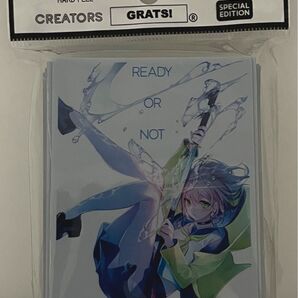 CREATORS GRATS! ® SPECIAL
EDITION
READY
OR
NOT